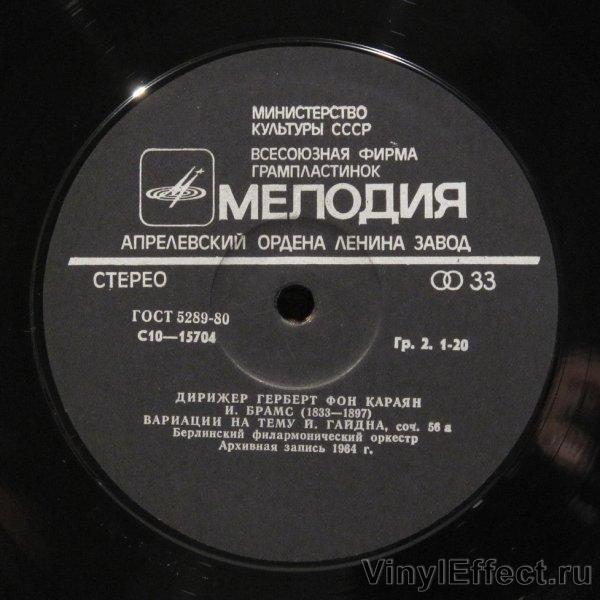 МИНИСТЕРСТВО
КУЛЬТУРЫ СССР
ВСЕСОЮЗНАЯ ФИРМА
ГРАМПЛАСТИНОК
МЕЛОДИЯ
АПРЕЛЕВСКИЙ ОРДЕНА ЛЕНИНА ЗАВОД
СТЕРЕО 33
ГОСТ 5289-80
С10—15704
Гр. 2. 1-20
ДИРИЖЕР ГЕРБЕРТ ФОН КАРАЯН
И. БРАМС (1833—1897)
ВАРИАЦИИ НА ТЕМУ Й. ГАЙДНА, соч. 56 а
Берлинский филармонический оркестр
Архивная запись 1964 г.
VinylEffect.ru